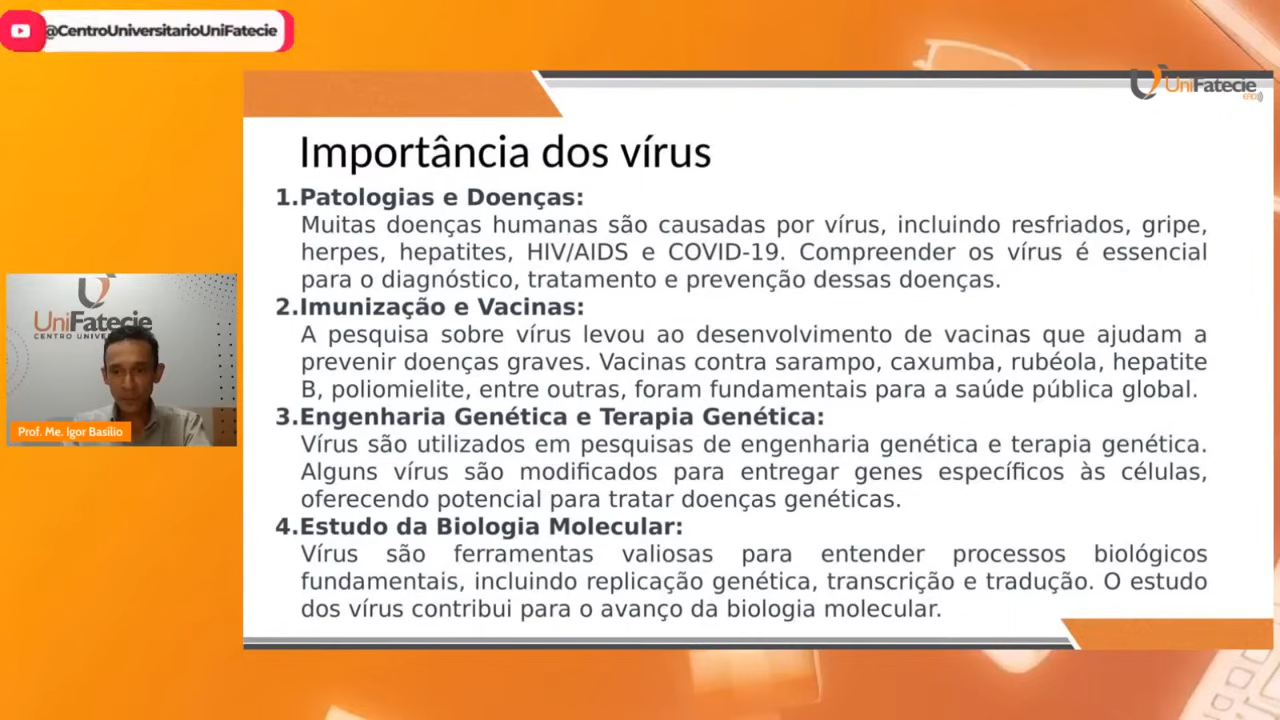 @CentroUniversitarioUniFatecie
UniFatecie
EAD
Importância dos vírus
1.Patologias e Doenças:
Muitas doenças humanas são causadas por vírus, incluindo resfriados, gripe,
herpes, hepatites, HIV/AIDS e COVID-19. Compreender os vírus é essencial
para o diagnóstico, tratamento e prevenção dessas doenças.
2.Imunização e Vacinas:
A pesquisa sobre vírus levou ao desenvolvimento de vacinas que ajudam a
prevenir doenças graves. Vacinas contra sarampo, caxumba, rubéola, hepatite
B, poliomielite, entre outras, foram fundamentais para a saúde pública global.
3.Engenharia Genética e Terapia Genética:
Vírus são utilizados em pesquisas de engenharia genética e terapia genética.
Alguns vírus são modificados para entregar genes específicos às células,
oferecendo potencial para tratar doenças genéticas.
4.Estudo da Biologia Molecular:
Vírus são ferramentas valiosas para entender processos biológicos
fundamentais, incluindo replicação genética, transcrição e tradução. O estudo
dos vírus contribui para o avanço da biologia molecular.
UniFatecie
CENTRO UNIVER
Prof. Me. Igor Basilio